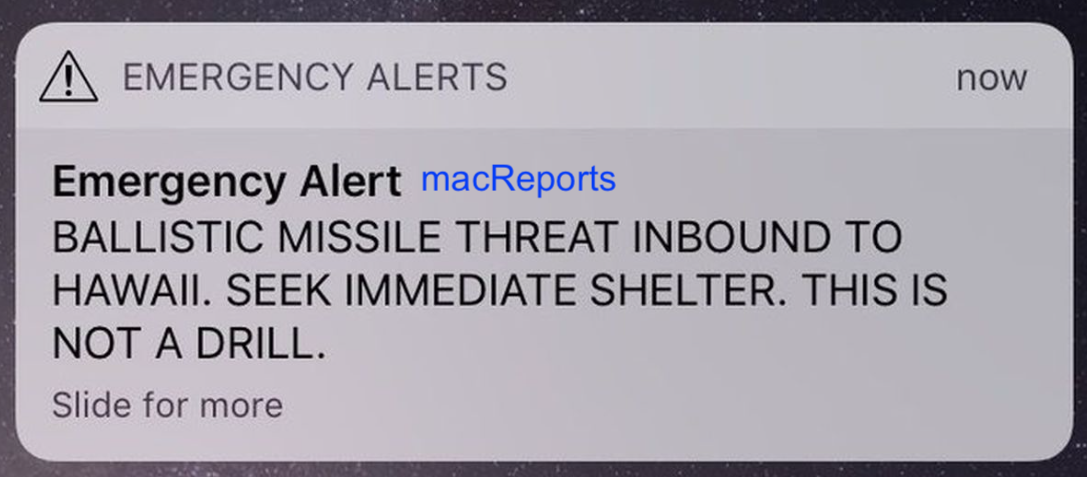 EMERGENCY ALERTS now
Emergency Alert macReports
BALLISTIC MISSILE THREAT INBOUND TO
HAWAII. SEEK IMMEDIATE SHELTER. THIS IS
NOT A DRILL.
Slide for more